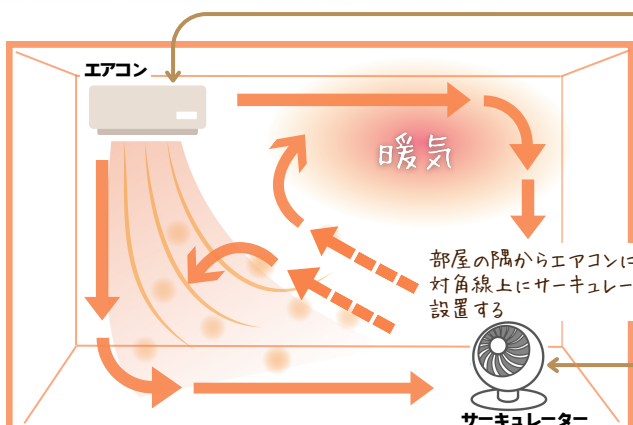 エアコン
暖気
部屋の隅からエアコンに
対角線上にサーキュレー
設置する
サーキュレーター